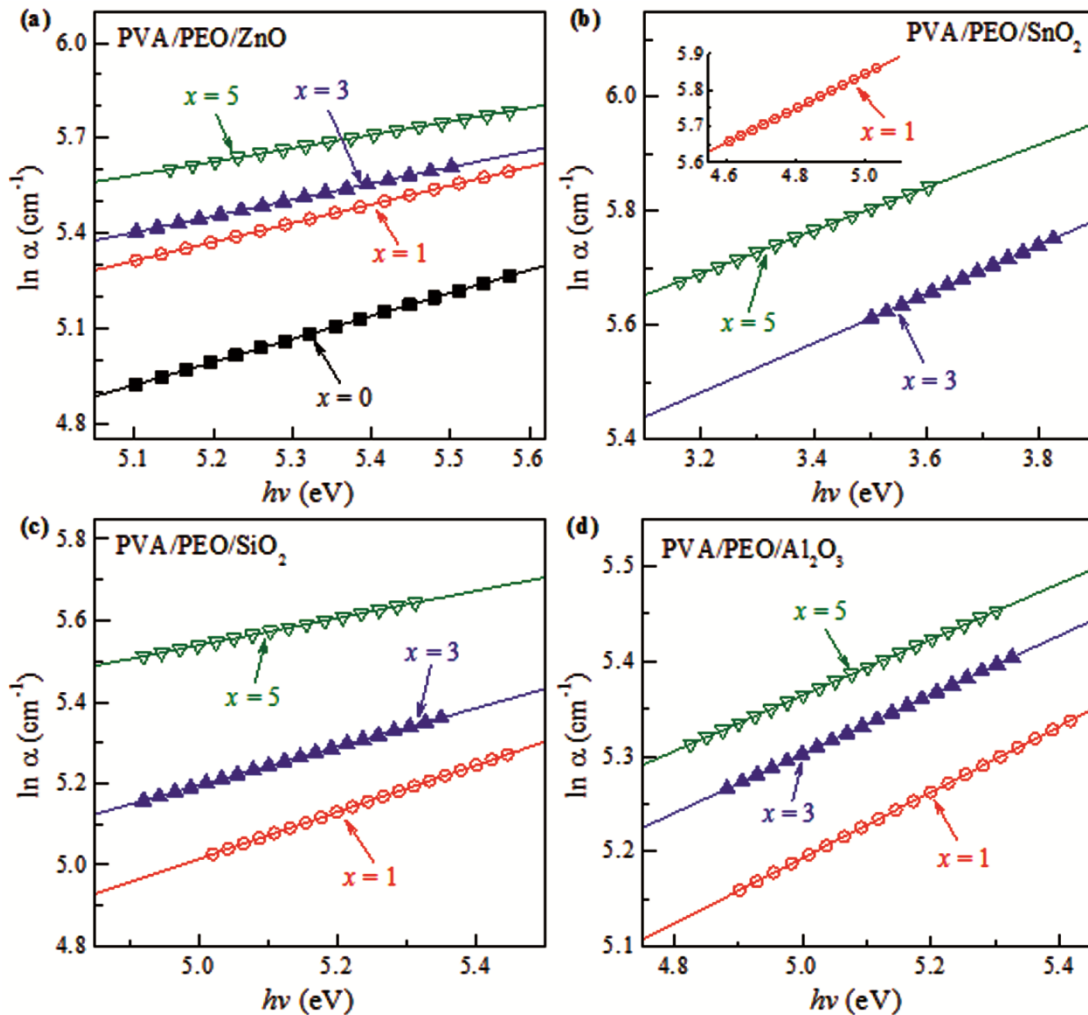 (a)
PVA/PEO/ZnO
6.0
5.7
5.4
5.1
4.8
ln α (cm⁻¹)
x = 5
x = 3
x = 1
x = 0
5.1 5.2 5.3 5.4 5.5 5.6
hν (eV)
(b)
PVA/PEO/SnO₂
6.0
5.8
5.6
5.4
ln α (cm⁻¹)
5.9
5.8
5.7
5.6
x = 1
4.6 4.8 5.0
x = 5
x = 3
3.2 3.4 3.6 3.8
hν (eV)
(c)
PVA/PEO/SiO₂
5.8
5.6
5.4
5.2
5.0
4.8
ln α (cm⁻¹)
x = 5
x = 3
x = 1
5.0 5.2 5.4
hν (eV)
(d)
PVA/PEO/Al₂O₃
5.5
5.4
5.3
5.2
5.1
ln α (cm⁻¹)
x = 5
x = 3
x = 1
4.8 5.0 5.2 5.4
hν (eV)